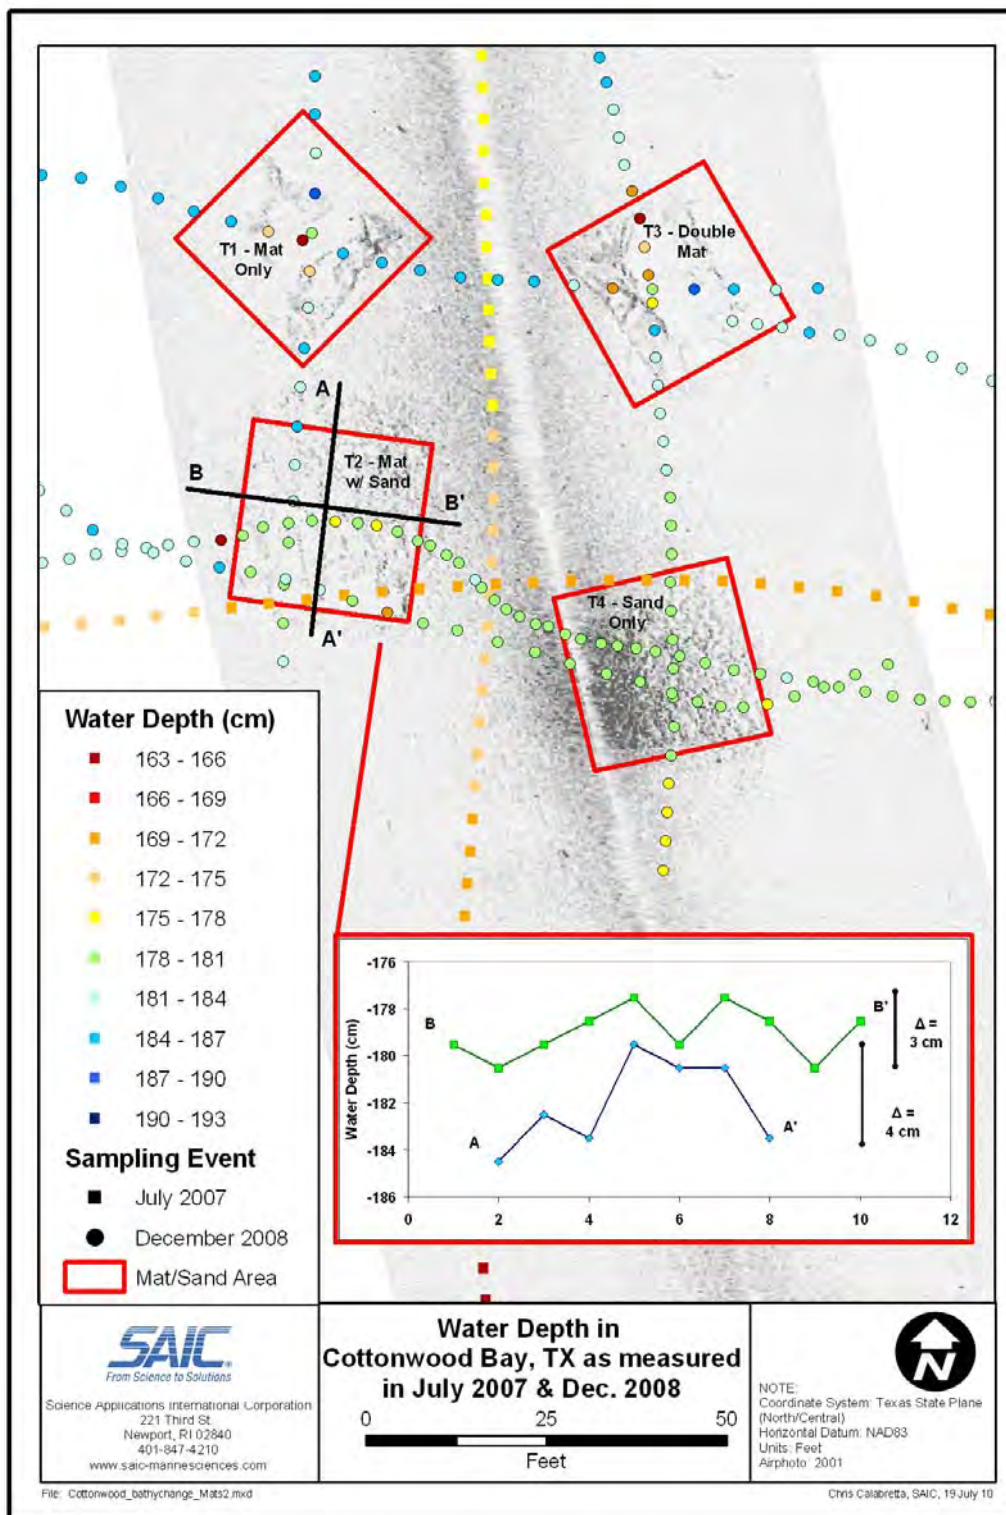 T1 - Mat
Only
T3 - Double
Mat
A
B
T2 - Mat
w/ Sand
B'
A'
T4 - Sand
Only
Water Depth (cm)
163 - 166
166 - 169
169 - 172
172 - 175
175 - 178
178 - 181
181 - 184
184 - 187
187 - 190
190 - 193
Sampling Event
July 2007
December 2008
Mat/Sand Area
Water Depth (cm)
-176
-178
-180
-182
-184
-186
0
2
4
6
8
10
12
B
B'
A
A'
Δ =
3 cm
Δ =
4 cm
SAIC
From Science to Solutions
Science Applications International Corporation
221 Third St.
Newport, RI 02840
401-847-4210
www.saic-marinesciences.com
Water Depth in
Cottonwood Bay, TX as measured
in July 2007 & Dec. 2008
0 25 50
Feet
N
NOTE:
Coordinate System: Texas State Plane
(North/Central)
Horizontal Datum: NAD83
Units: Feet
Airphoto: 2001
File: Cottonwood_bathychange_Mats2.mxd
Chris Calabretta, SAIC, 19 July 10